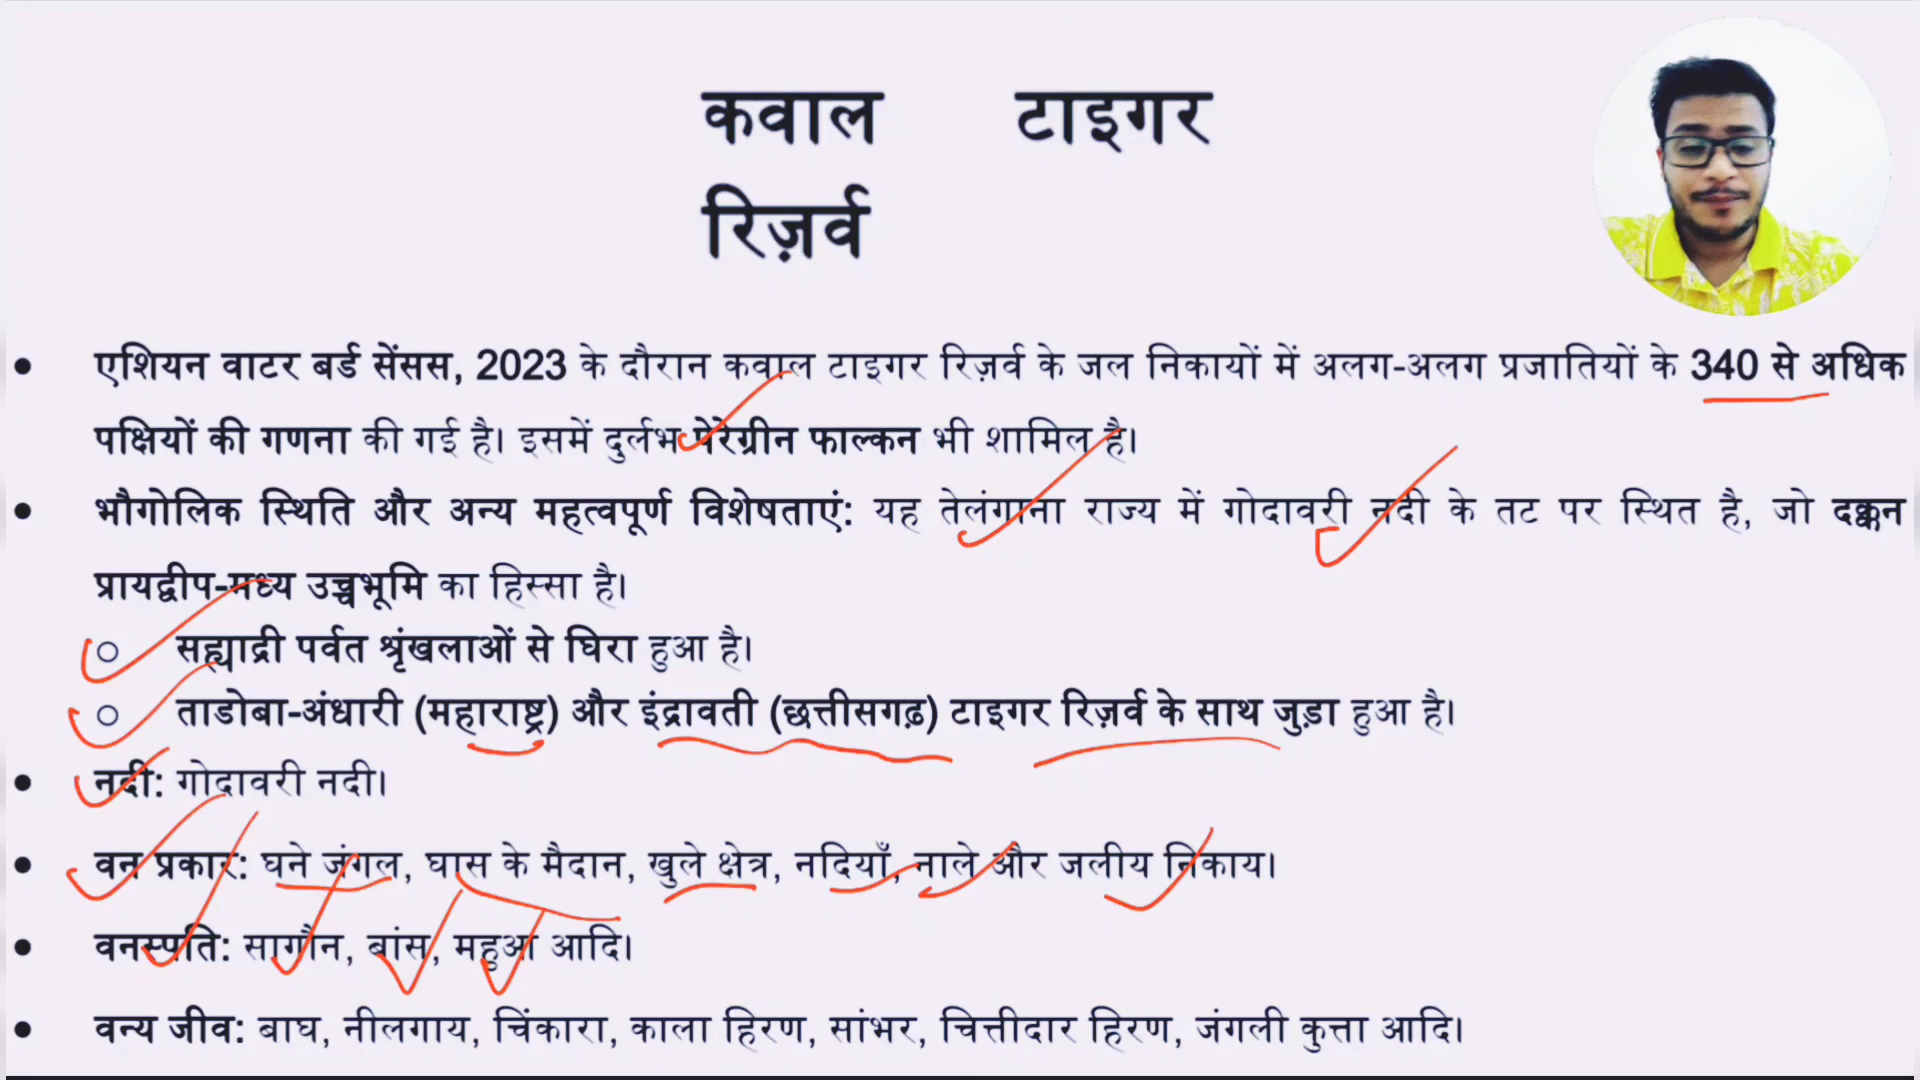 कवाल टाइगर
रिज़र्व
• एशियन वाटर बर्ड सेंसस, 2023 के दौरान कवाल टाइगर रिज़र्व के जल निकायों में अलग-अलग प्रजातियों के 340 से अधिक
पक्षियों की गणना की गई है। इसमें दुर्लभ पेरेग्रीन फाल्कन भी शामिल है।
• भौगोलिक स्थिति और अन्य महत्वपूर्ण विशेषताएं: यह तेलंगाना राज्य में गोदावरी नदी के तट पर स्थित है, जो दक्कन
प्रायद्वीप-मध्य उच्चभूमि का हिस्सा है।
○ सह्याद्री पर्वत श्रृंखलाओं से घिरा हुआ है।
○ ताडोबा-अंधारी (महाराष्ट्र) और इंद्रावती (छत्तीसगढ़) टाइगर रिज़र्व के साथ जुड़ा हुआ है।
• नदी: गोदावरी नदी।
• वन प्रकार: घने जंगल, घास के मैदान, खुले क्षेत्र, नदियाँ, नाले और जलीय निकाय।
• वनस्पति: सागौन, बांस, महुआ आदि।
• वन्य जीव: बाघ, नीलगाय, चिंकारा, काला हिरण, सांभर, चित्तीदार हिरण, जंगली कुत्ता आदि।